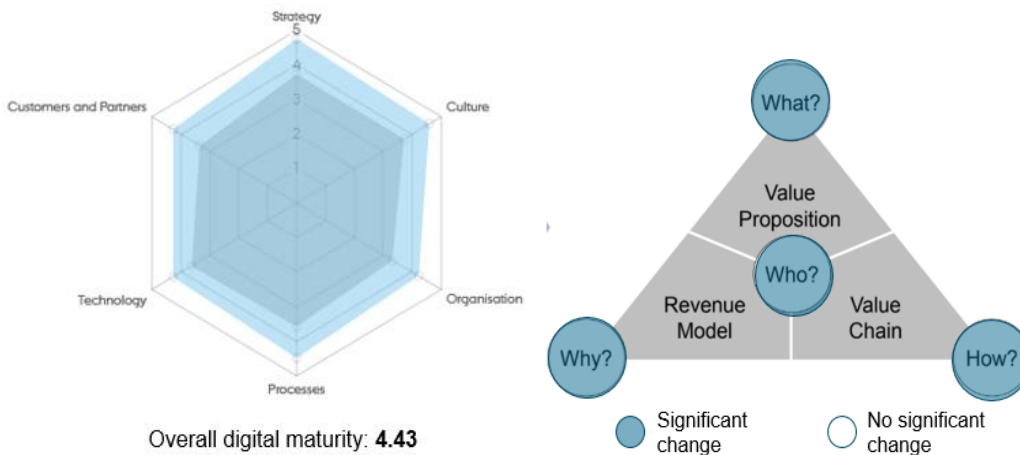 Strategy
5
4
3
2
1
Customers and Partners
Culture
Technology
Organisation
Processes
Overall digital maturity: 4.43
What?
Value
Proposition
Who?
Revenue
Model
Value
Chain
Why?
How?
Significant
change
No significant
change